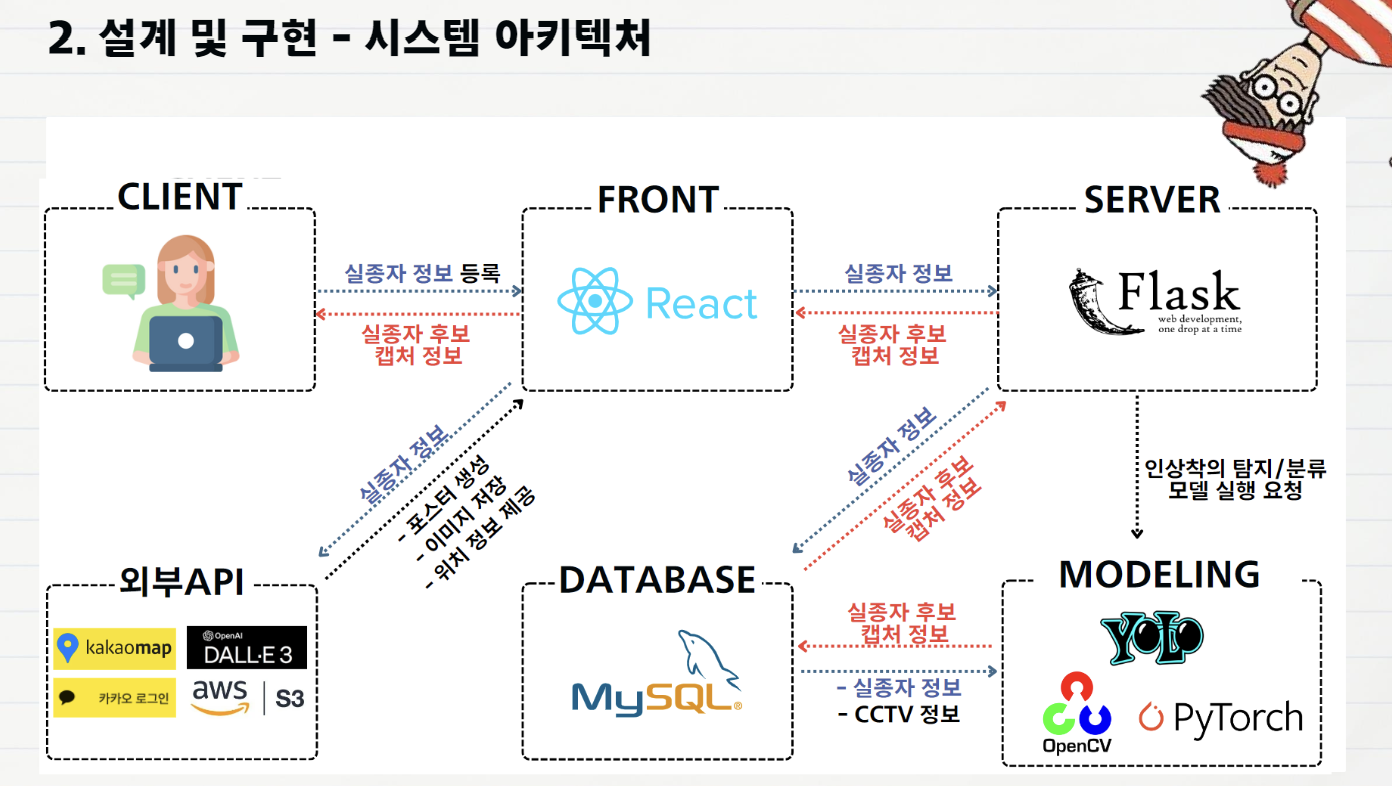 2. 설계 및 구현 - 시스템 아키텍처
CLIENT
FRONT
SERVER
실종자 정보 등록
실종자 후보
캡처 정보
React
실종자 정보
실종자 후보
캡처 정보
Flask
web development,
one drop at a time
실종자 정보
- 포스터 생성
- 이미지 저장
- 위치 정보 제공
실종자 정보
실종자 후보
캡처 정보
인상착의 탐지/분류
모델 실행 요청
외부API
kakaomap
OpenAI
DALL·E 3
카카오 로그인
aws
S3
DATABASE
MySQL®
실종자 후보
캡처 정보
- 실종자 정보
- CCTV 정보
MODELING
YOLO
OpenCV
PyTorch